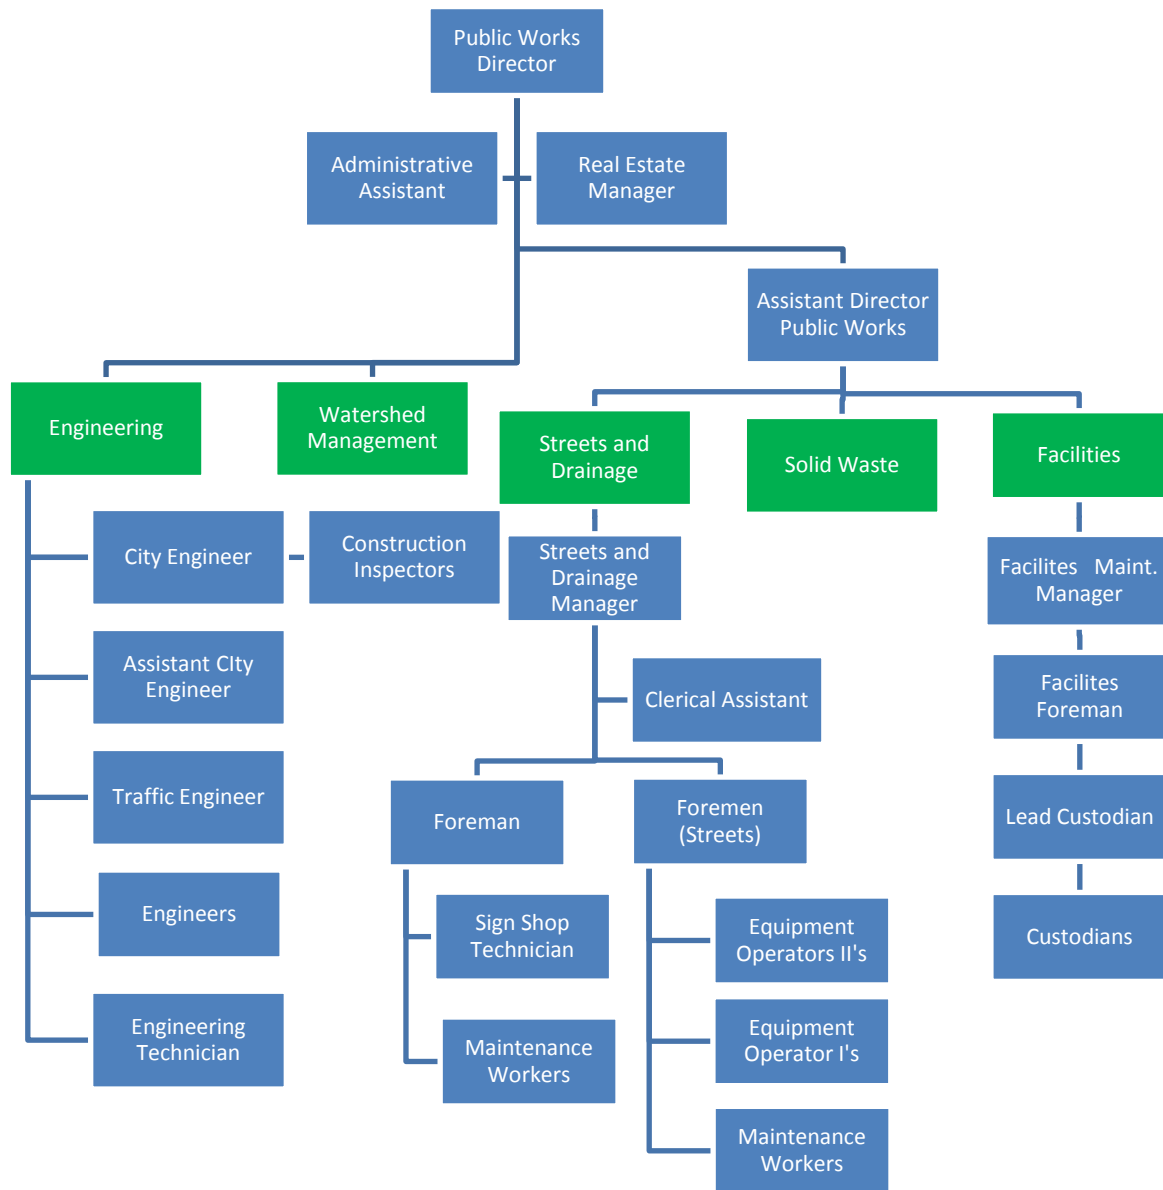 Public Works
Director
Administrative
Assistant
Real Estate
Manager
Assistant Director
Public Works
Engineering
Watershed
Management
Streets and
Drainage
Solid Waste
Facilities
City Engineer
Construction
Inspectors
Streets and
Drainage
Manager
Facilites Maint.
Manager
Assistant CIty
Engineer
Clerical Assistant
Facilites
Foreman
Traffic Engineer
Foreman
Foremen
(Streets)
Lead Custodian
Engineers
Sign Shop
Technician
Equipment
Operators II's
Custodians
Engineering
Technician
Maintenance
Workers
Equipment
Operator I's
Maintenance
Workers